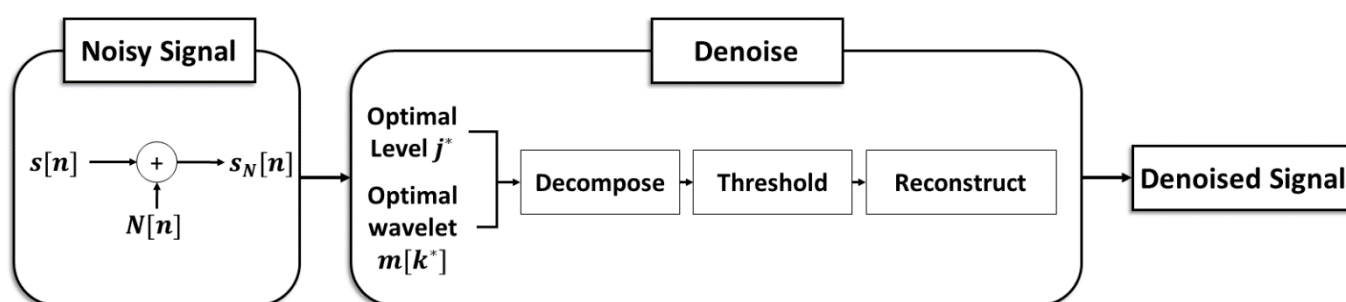 Noisy Signal
s[n]
+
s_N[n]
N[n]
Denoise
Optimal
Level j*
Optimal
wavelet
m[k*]
Decompose
Threshold
Reconstruct
Denoised Signal